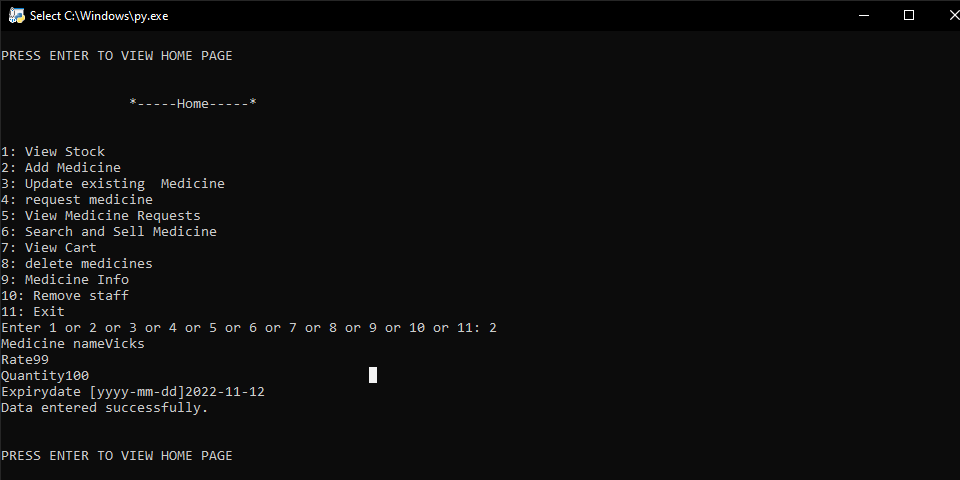 Select C:\Windows\py.exe
PRESS ENTER TO VIEW HOME PAGE
*-----Home-----*
1: View Stock
2: Add Medicine
3: Update existing  Medicine
4: request medicine
5: View Medicine Requests
6: Search and Sell Medicine
7: View Cart
8: delete medicines
9: Medicine Info
10: Remove staff
11: Exit
Enter 1 or 2 or 3 or 4 or 5 or 6 or 7 or 8 or 9 or 10 or 11: 2
Medicine nameVicks
Rate99
Quantity100
Expirydate [yyyy-mm-dd]2022-11-12
Data entered successfully.
PRESS ENTER TO VIEW HOME PAGE